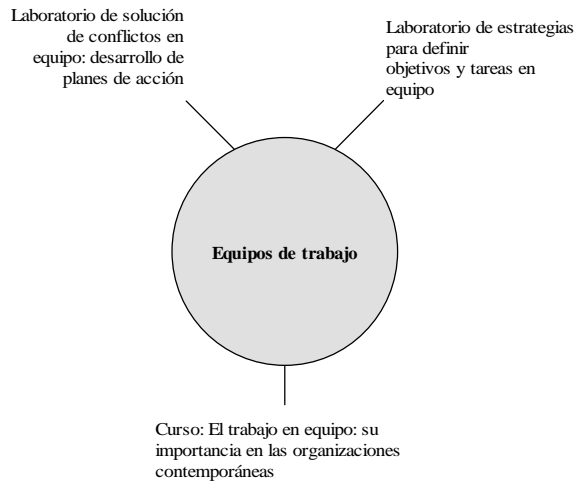 Laboratorio de solución
de conflictos en
equipo: desarrollo de
planes de acción
Laboratorio de estrategias
para definir
objetivos y tareas en
equipo
Equipos de trabajo
Curso: El trabajo en equipo: su
importancia en las organizaciones
contemporáneas